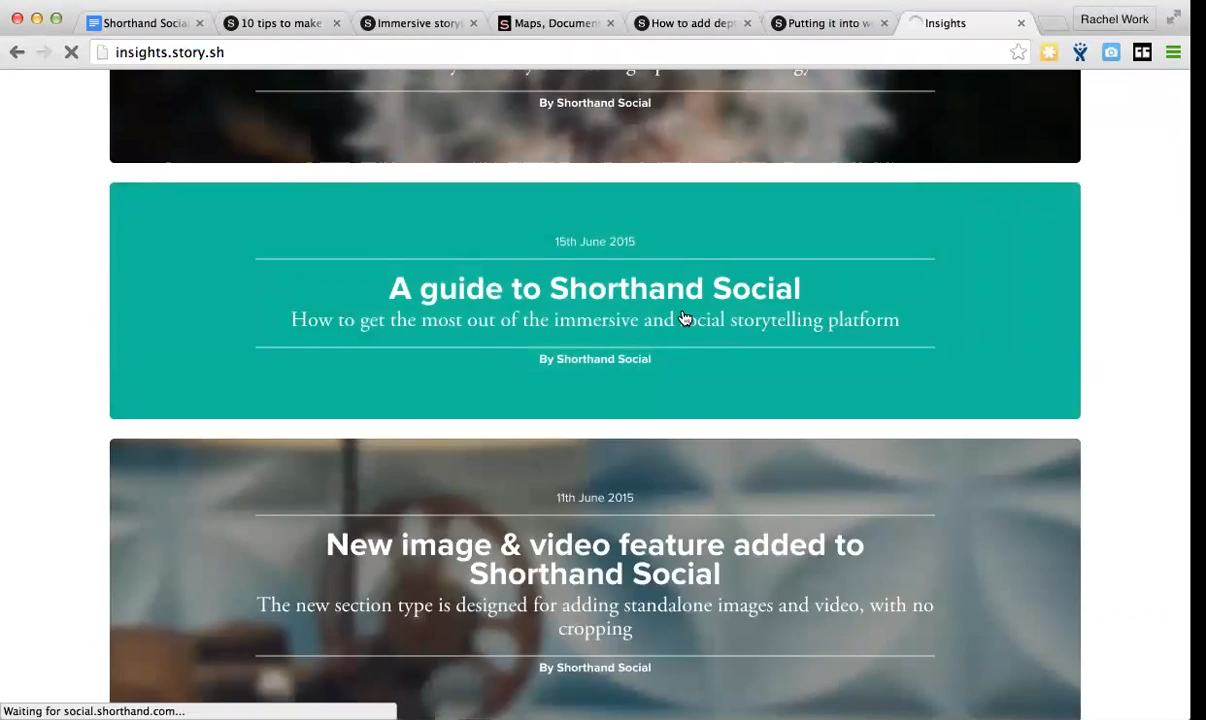 Shorthand Socia
10 tips to make
Immersive story
Maps, Documen
How to add dep
Putting it into w
Insights
Rachel Work
insights.story.sh
By Shorthand Social
15th June 2015
A guide to Shorthand Social
How to get the most out of the immersive and social storytelling platform
By Shorthand Social
11th June 2015
New image & video feature added to
Shorthand Social
The new section type is designed for adding standalone images and video, with no
cropping
By Shorthand Social
Waiting for social.shorthand.com...